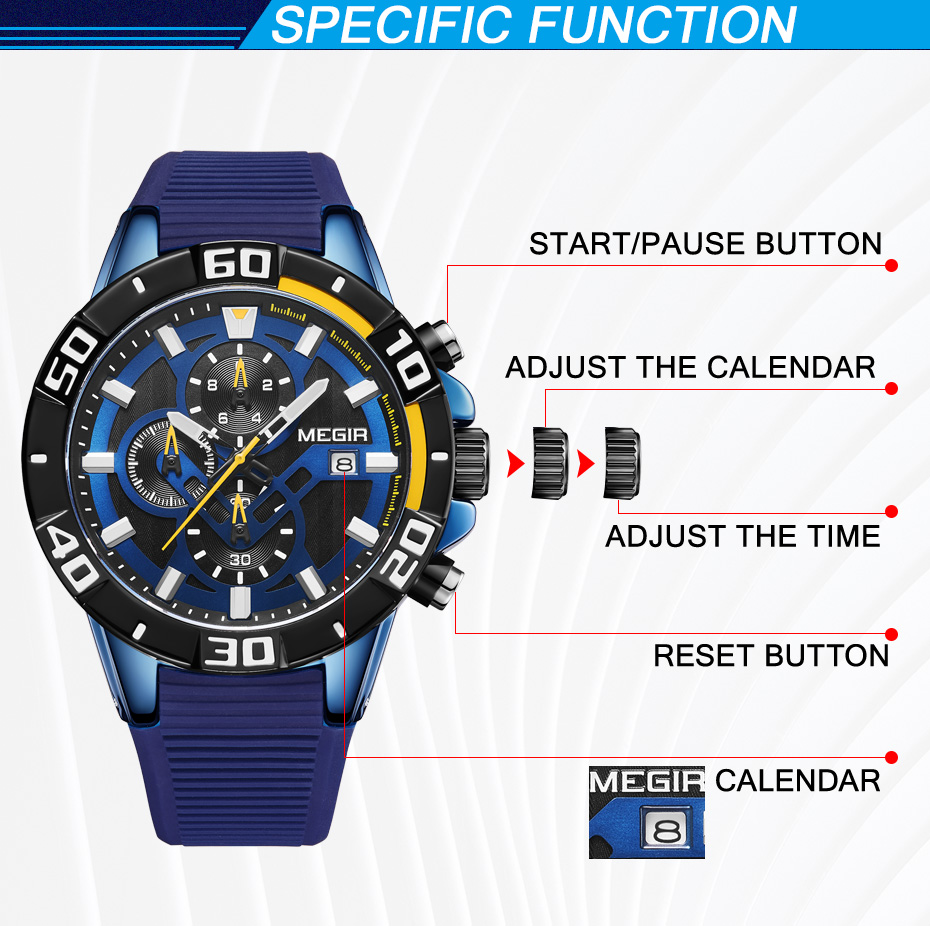 SPECIFIC FUNCTION
START/PAUSE BUTTON
ADJUST THE CALENDAR
ADJUST THE TIME
RESET BUTTON
CALENDAR
60
10
20
30
40
50
8 2
6 4
MEGIR
8
30
MEGIR
8